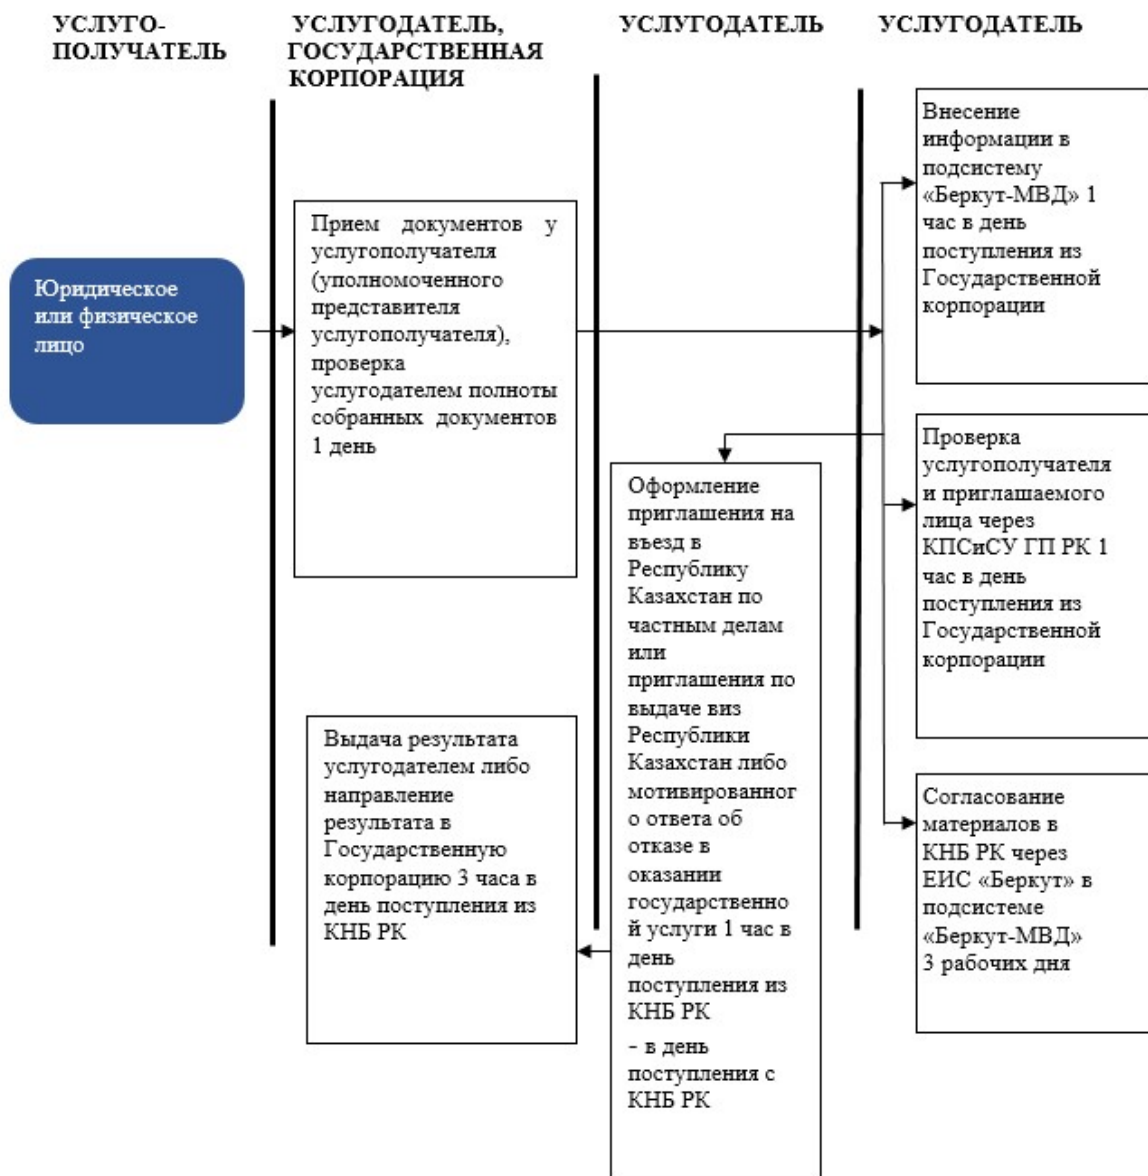 УСЛУГО-
ПОЛУЧАТЕЛЬ
УСЛУГОДАТЕЛЬ,
ГОСУДАРСТВЕННАЯ
КОРПОРАЦИЯ
УСЛУГОДАТЕЛЬ
УСЛУГОДАТЕЛЬ
Юридическое
или физическое
лицо
Прием документов у
услугополучателя
(уполномоченного
представителя
услугополучателя),
проверка
услугодателем полноты
собранных документов
1 день
Внесение
информации в
подсистему
«Беркут-МВД» 1
час в день
поступления из
Государственной
корпорации
Проверка
услугополучателя
и приглашаемого
лица через
КПСиСУ ГП РК 1
час в день
поступления из
Государственной
корпорации
Согласование
материалов в
КНБ РК через
ЕИС «Беркут» в
подсистеме
«Беркут-МВД»
3 рабочих дня
Оформление
приглашения на
въезд в
Республику
Казахстан по
частным делам
или
приглашения по
выдаче виз
Республики
Казахстан либо
мотивированног
о ответа об
отказе в
оказании
государственно
й услуги 1 час в
день
поступления из
КНБ РК
- в день
поступления с
КНБ РК
Выдача результата
услугодателем либо
направление
результата в
Государственную
корпорацию 3 часа в
день поступления из
КНБ РК